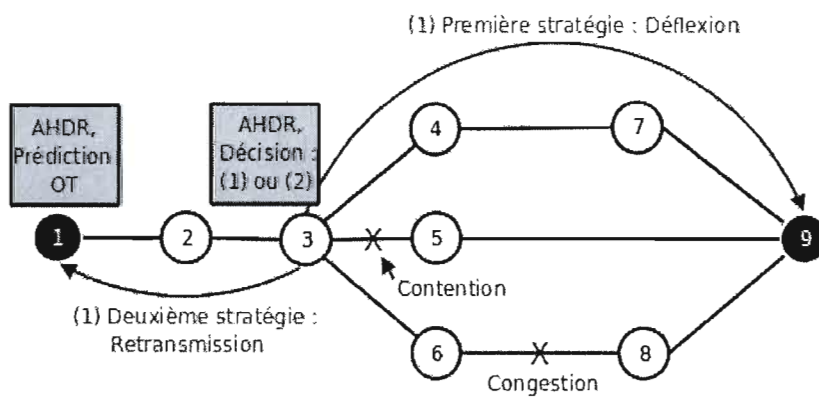 (1) Première stratégie : Déflexion
AHDR,
Prédiction
OT
AHDR,
Décision :
(1) ou (2)
4
7
1
2
3
5
9
Contention
(1) Deuxième stratégie :
Retransmission
6
8
Congestion